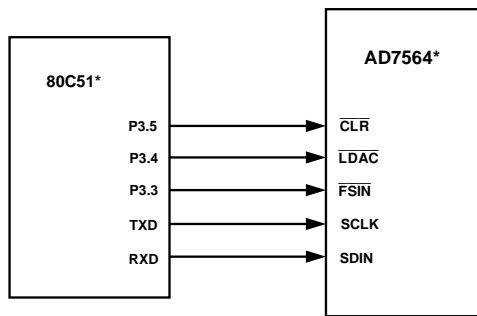 80C51*
AD7564*
P3.5
CLR
P3.4
LDAC
P3.3
FSIN
TXD
SCLK
RXD
SDIN